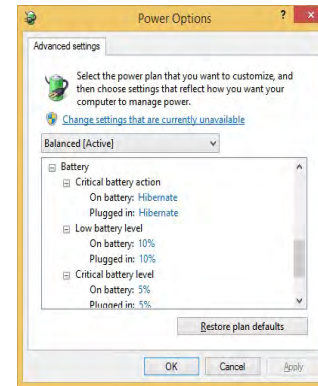 Power Options
?
×
Advanced settings
Select the power plan that you want to customize, and
then choose settings that reflect how you want your
computer to manage power.
Change settings that are currently unavailable
Balanced [Active]
Battery
Critical battery action
On battery: Hibernate
Plugged in: Hibernate
Low battery level
On battery: 10%
Plugged in: 10%
Critical battery level
On battery: 5%
Plugged in: 5%
Restore plan defaults
OK
Cancel
Apply